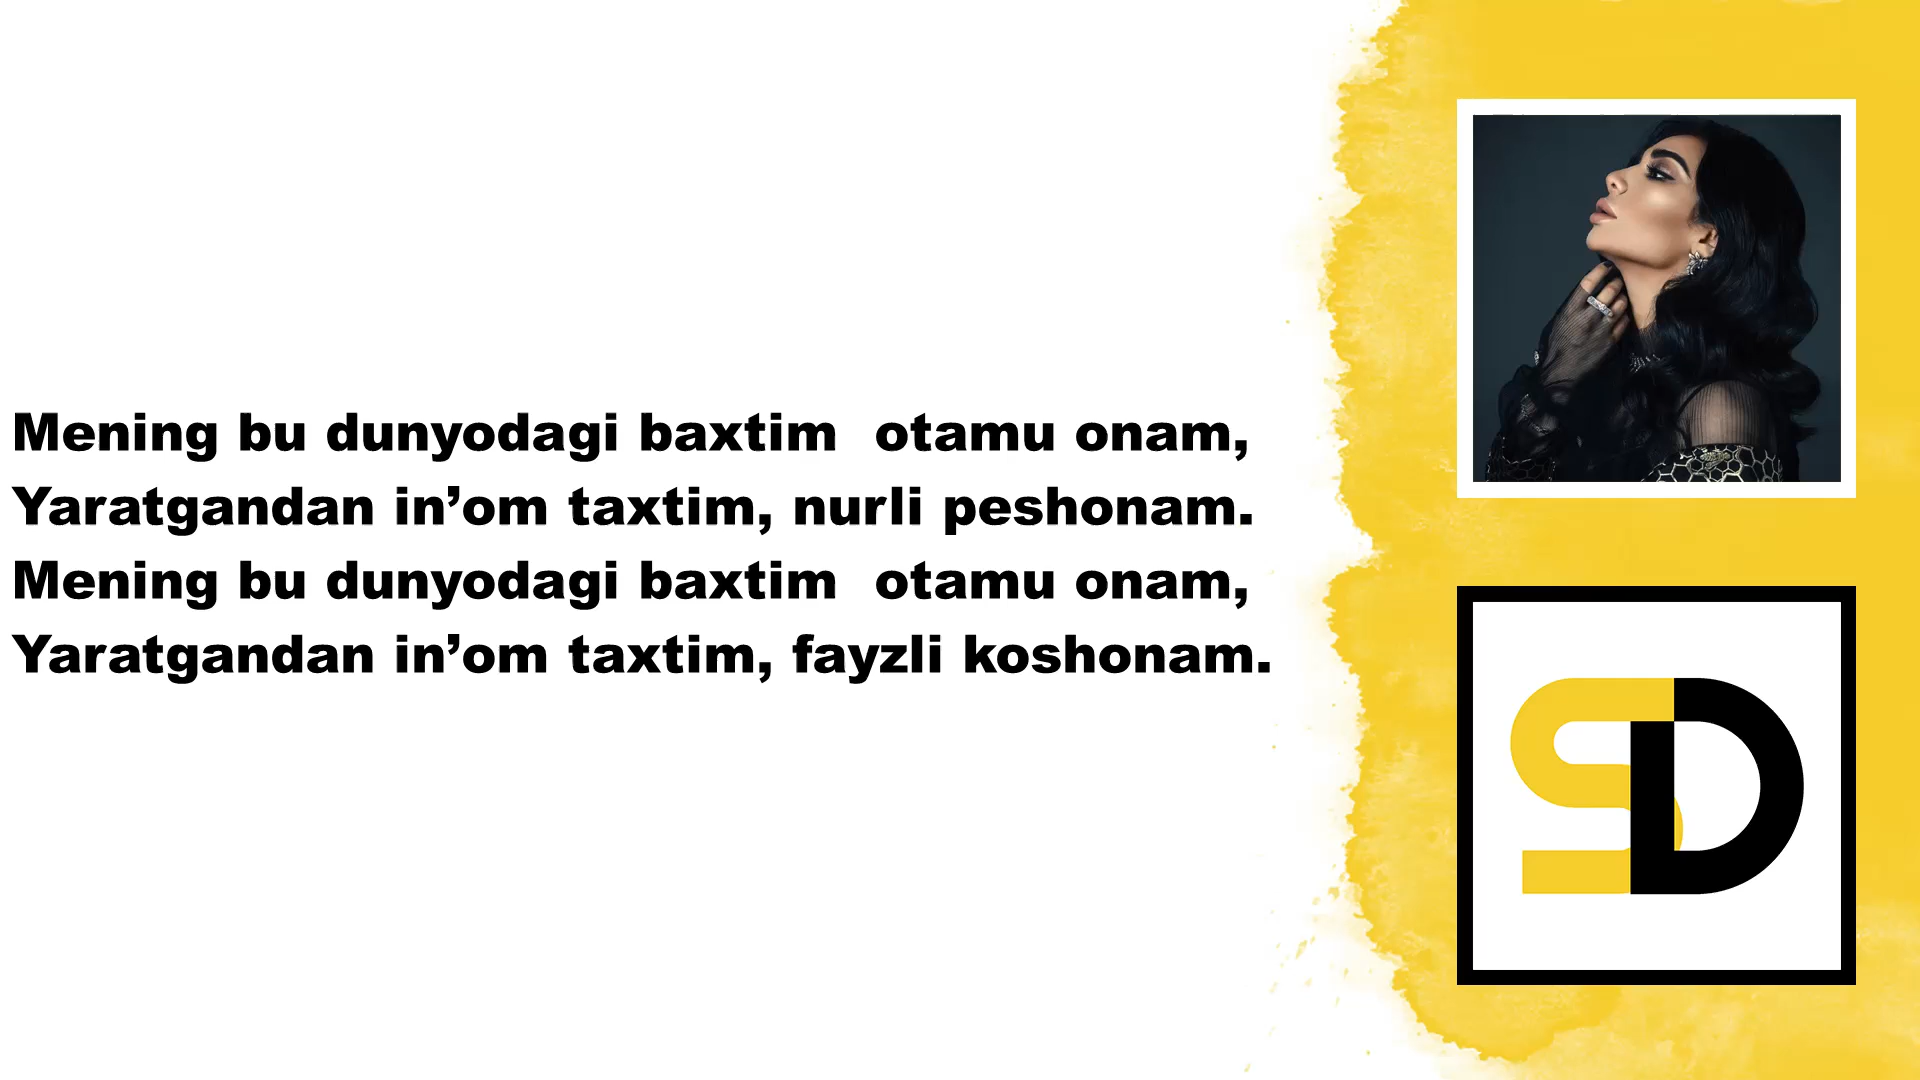 Mening bu dunyodagi baxtim  otamu onam,
Yaratgandan in’om taxtim, nurli peshonam.
Mening bu dunyodagi baxtim  otamu onam,
Yaratgandan in’om taxtim, fayzli koshonam.
SD